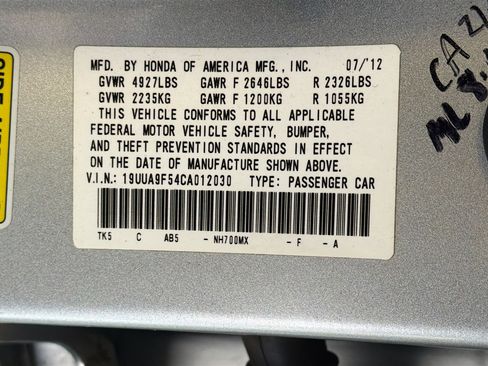 MFD. BY HONDA OF AMERICA MFG., INC. 07/'12
GVWR 4927LBS GAWR F 2646LBS R 2326LBS
GVWR 2235KG GAWR F 1200KG R 1055KG
THIS VEHICLE CONFORMS TO ALL APPLICABLE
FEDERAL MOTOR VEHICLE SAFETY, BUMPER,
AND THEFT PREVENTION STANDARDS IN EFFECT
ON THE DATE OF MANUFACTURE SHOWN ABOVE.
V.I.N.: 19UUA9F54CA012030 TYPE: PASSENGER CAR
TK5 C AB5 - NH700MX - F - A